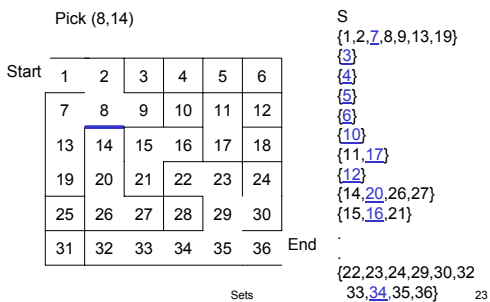 Pick (8,14)
Start
1 2 3 4 5 6
7 8 9 10 11 12
13 14 15 16 17 18
19 20 21 22 23 24
25 26 27 28 29 30
31 32 33 34 35 36
End
S
{1,2,7,8,9,13,19}
{3}
{4}
{5}
{6}
{10}
{11,17}
{12}
{14,20,26,27}
{15,16,21}
.
.
{22,23,24,29,30,32
33,34,35,36}
Sets
23